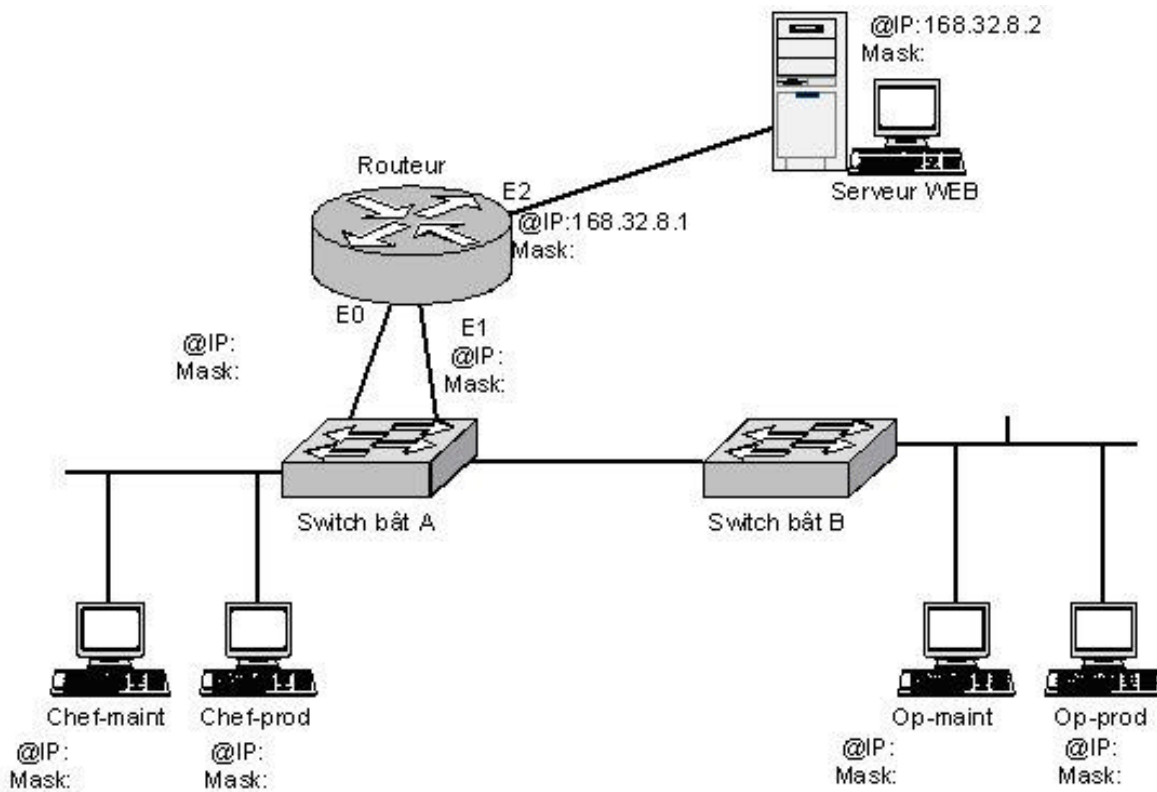 @IP:168.32.8.2
Mask:
Serveur WEB
Routeur
E2
@IP:168.32.8.1
Mask:
E0
E1
@IP:
Mask:
@IP:
Mask:
Switch bât A
Switch bât B
Chef-maint
Chef-prod
Op-maint
Op-prod
@IP:
Mask:
@IP:
Mask:
@IP:
Mask:
@IP:
Mask: